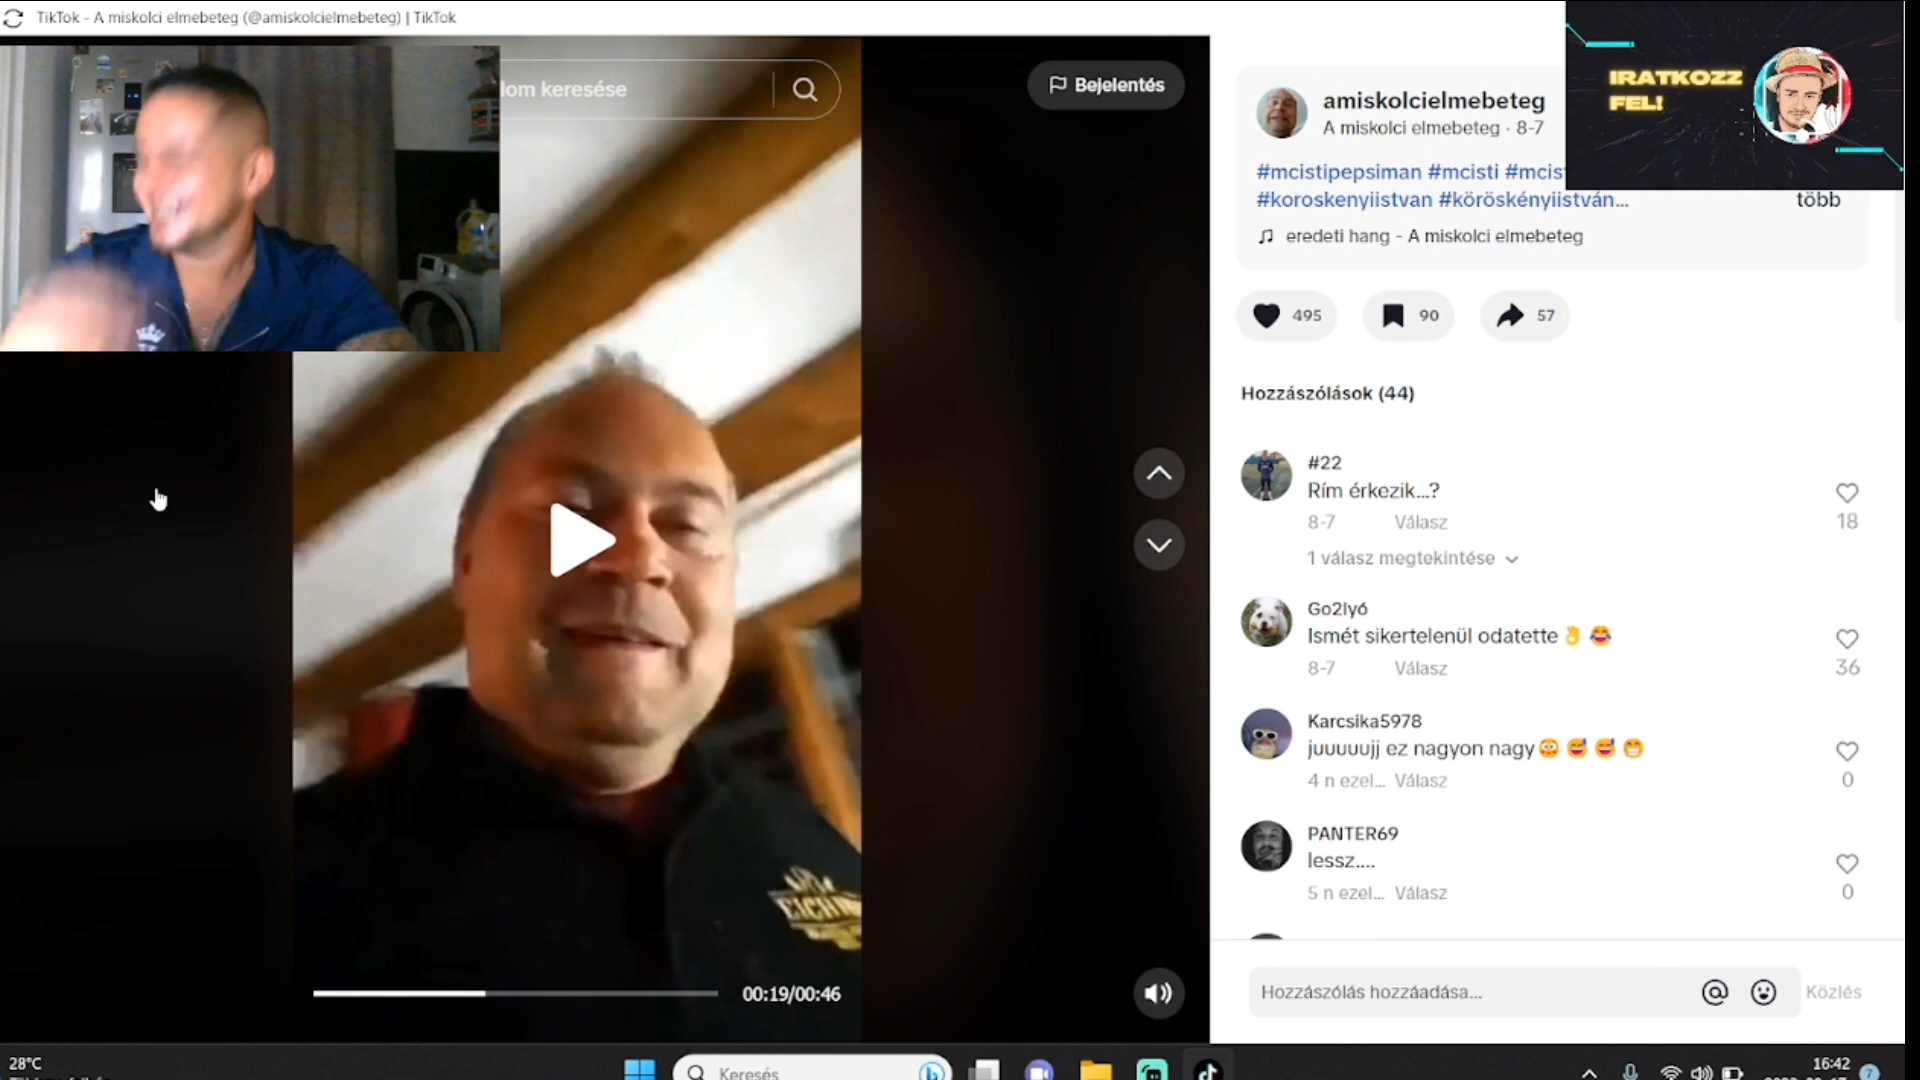 TikTok - A miskolci elmebeteg (@amiskolcielmebeteg) | TikTok
lom keresése
Bejelentés
IRATKOZZ
FEL!
amiskolcielmebeteg
A miskolci elmebeteg · 8-7
#mcistipepsiman #mcisti #mcist
#koroskenyiistvan #köröskényiistván...
több
eredeti hang - A miskolci elmebeteg
495
90
57
Hozzászólások (44)
#22
Rím érkezik...?
8-7 Válasz
18
1 válasz megtekintése
Go2lyó
Ismét sikertelenül odatette👌😂
8-7 Válasz
36
Karcsika5978
juuuuujj ez nagyon nagy😳😅😅😁
4 n ezel... Válasz
0
PANTER69
lessz....
5 n ezel... Válasz
0
00:19/00:46
Hozzászólás hozzáadása...
Közlés
28°C
Keresés
16:42
7